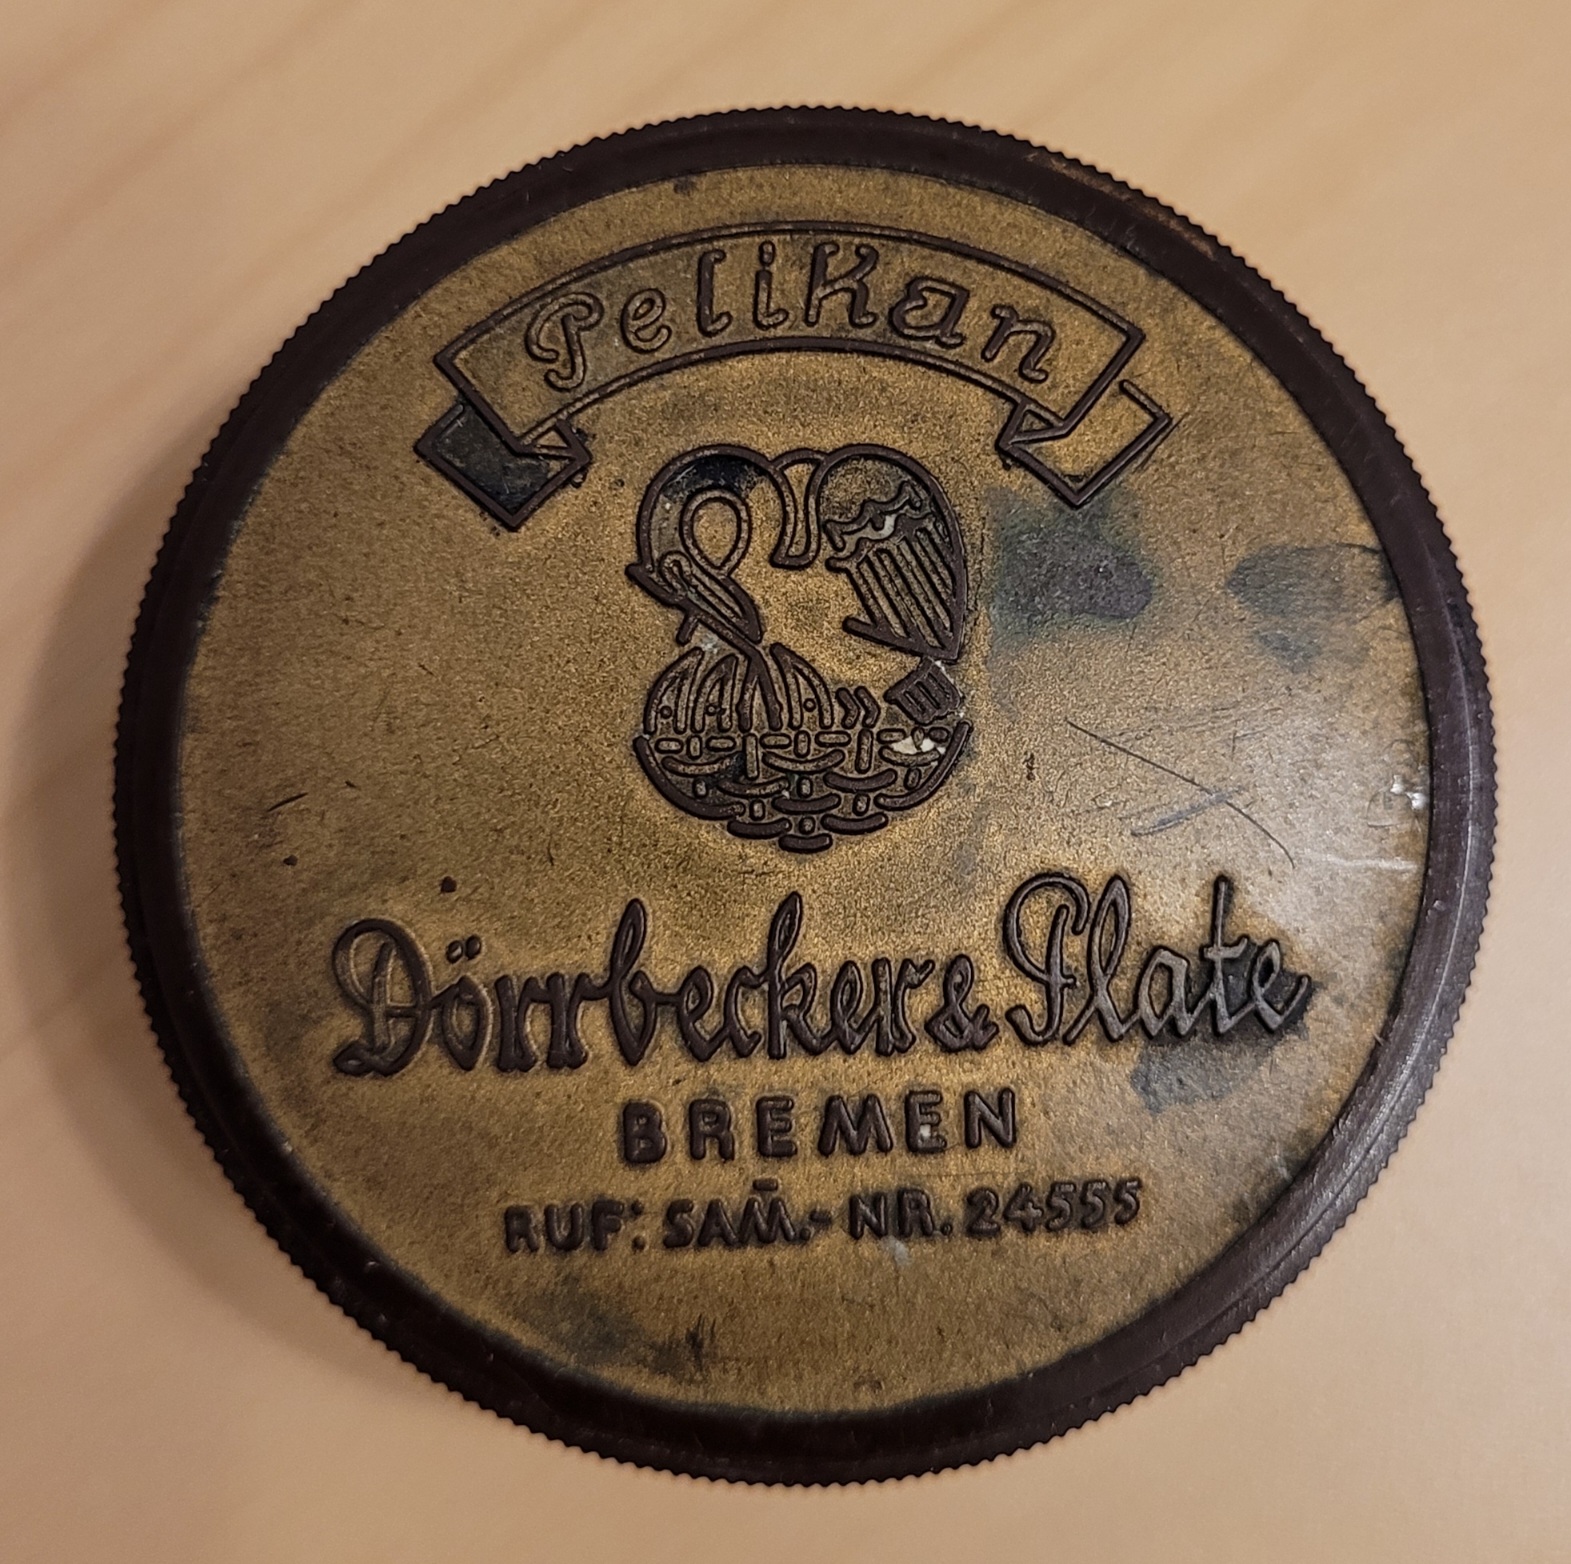 Pelikan
Dörrbecker & Plate
BREMEN
RUF: SAM̄.- NR. 24555